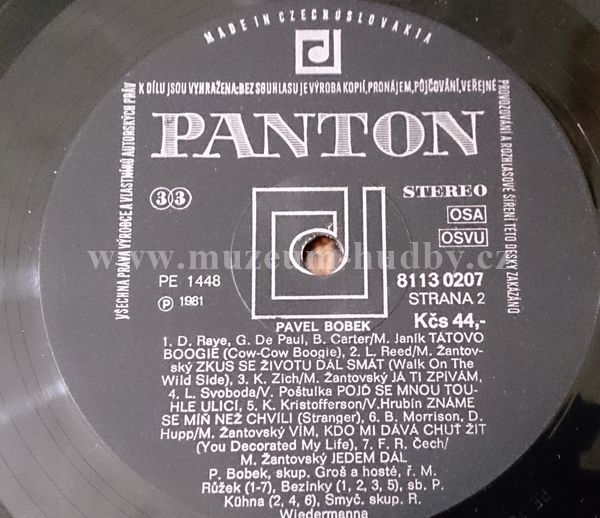 MADE IN CZECHOSLOVAKIA
VŠECHNA PRÁVA VÝROBCE A VLASTNÍKŮ AUTORSKÝCH PRÁV
K DÍLU JSOU VYHRAŽENA: BEZ SOUHLASU JE VÝROBA KOPIÍ, PRONÁJEM, PŮJČOVÁNÍ, VEŘEJNÉ
PROVOZOVÁNÍ A ROZHLASOVÉ ŠÍŘENÍ TÉTO DESKY ZAKÁZÁNO
PANTON
33
STEREO
OSA
OSVU
www.muzeum-hudby.cz
PE 1448
℗ 1981
8113 0207
STRANA 2
Kčs 44,-
PAVEL BOBEK
1. D. Raye, G. De Paul, B. Carter/M. Janík TÁTOVO
BOOGIE (Cow-Cow Boogie), 2. L. Reed/M. Žantov-
ský ZKUS SE ŽIVOTU DÁL SMÁT (Walk On The
Wild Side), 3. K. Zich/M. Žantovský JÁ TI ZPÍVÁM,
4. L. Svoboda/V. Poštulka POJĎ SE MNOU TOU-
HLE ULICÍ, 5. K. Kristofferson/V.Hrubín ZNÁME
SE MÍŇ NEŽ CHVÍLI (Stranger), 6. B. Morrison, D.
Hupp/M. Žantovský VÍM, KDO MI DÁVÁ CHUŤ ŽÍT
(You Decorated My Life), 7. F. R. Čech/
M. Žantovský JEDEM DÁL
P. Bobek, skup. Groš a hosté, ř. M.
Růžek (1-7), Bezinky (1, 2, 3, 5), sb. P.
Kühna (2, 4, 6), Smyč. skup. R.
Wiedermanna